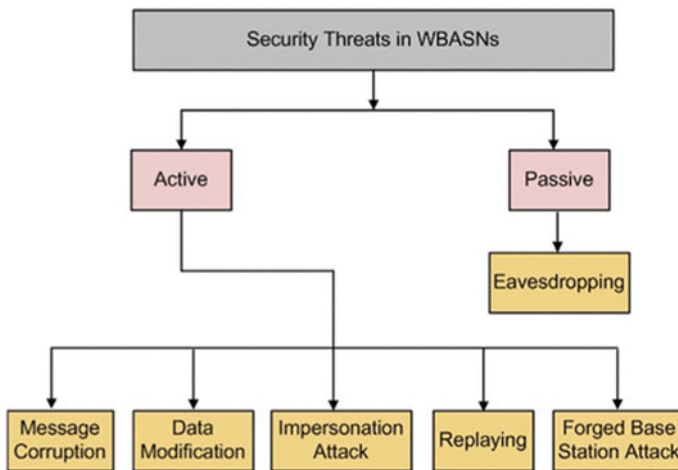 Security Threats in WBASNs
Active
Passive
Eavesdropping
Message
Corruption
Data
Modification
Impersonation
Attack
Replaying
Forged Base
Station Attack